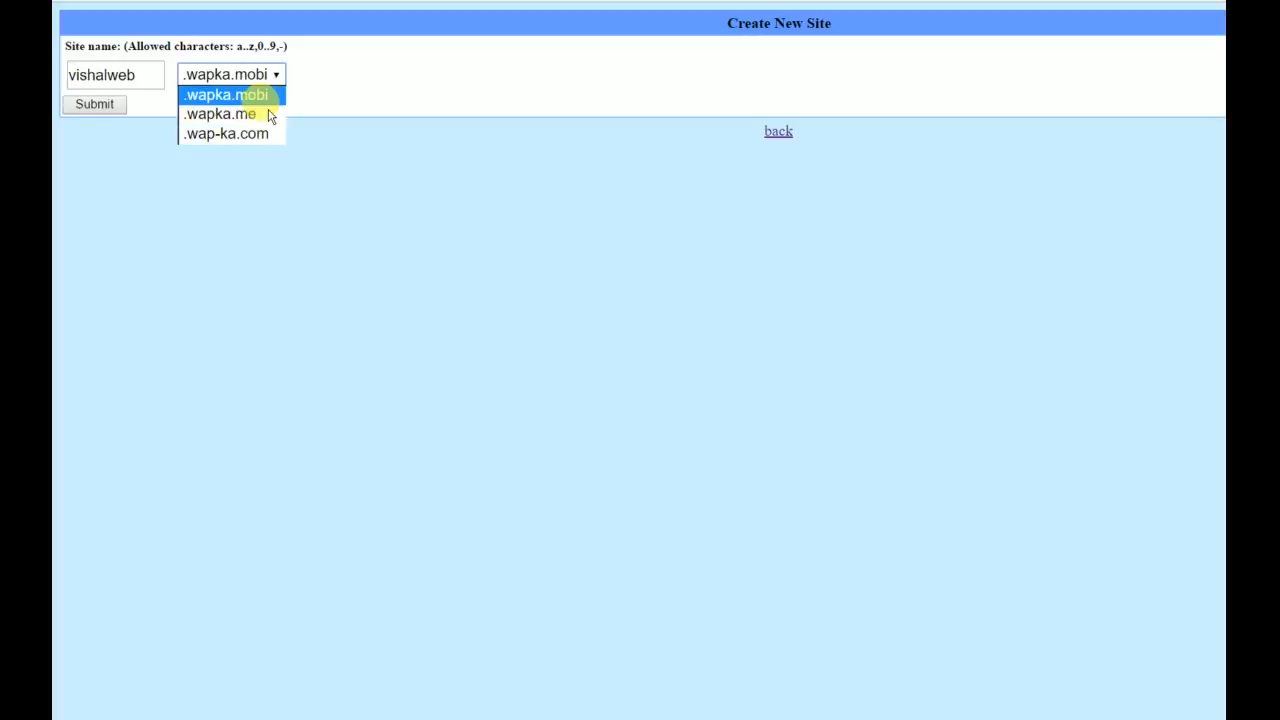 Create New Site
Site name: (Allowed characters: a..z,0..9,-)
vishalweb .wapka.mobi
.wapka.mobi
Submit .wapka.me
.wap-ka.com
back